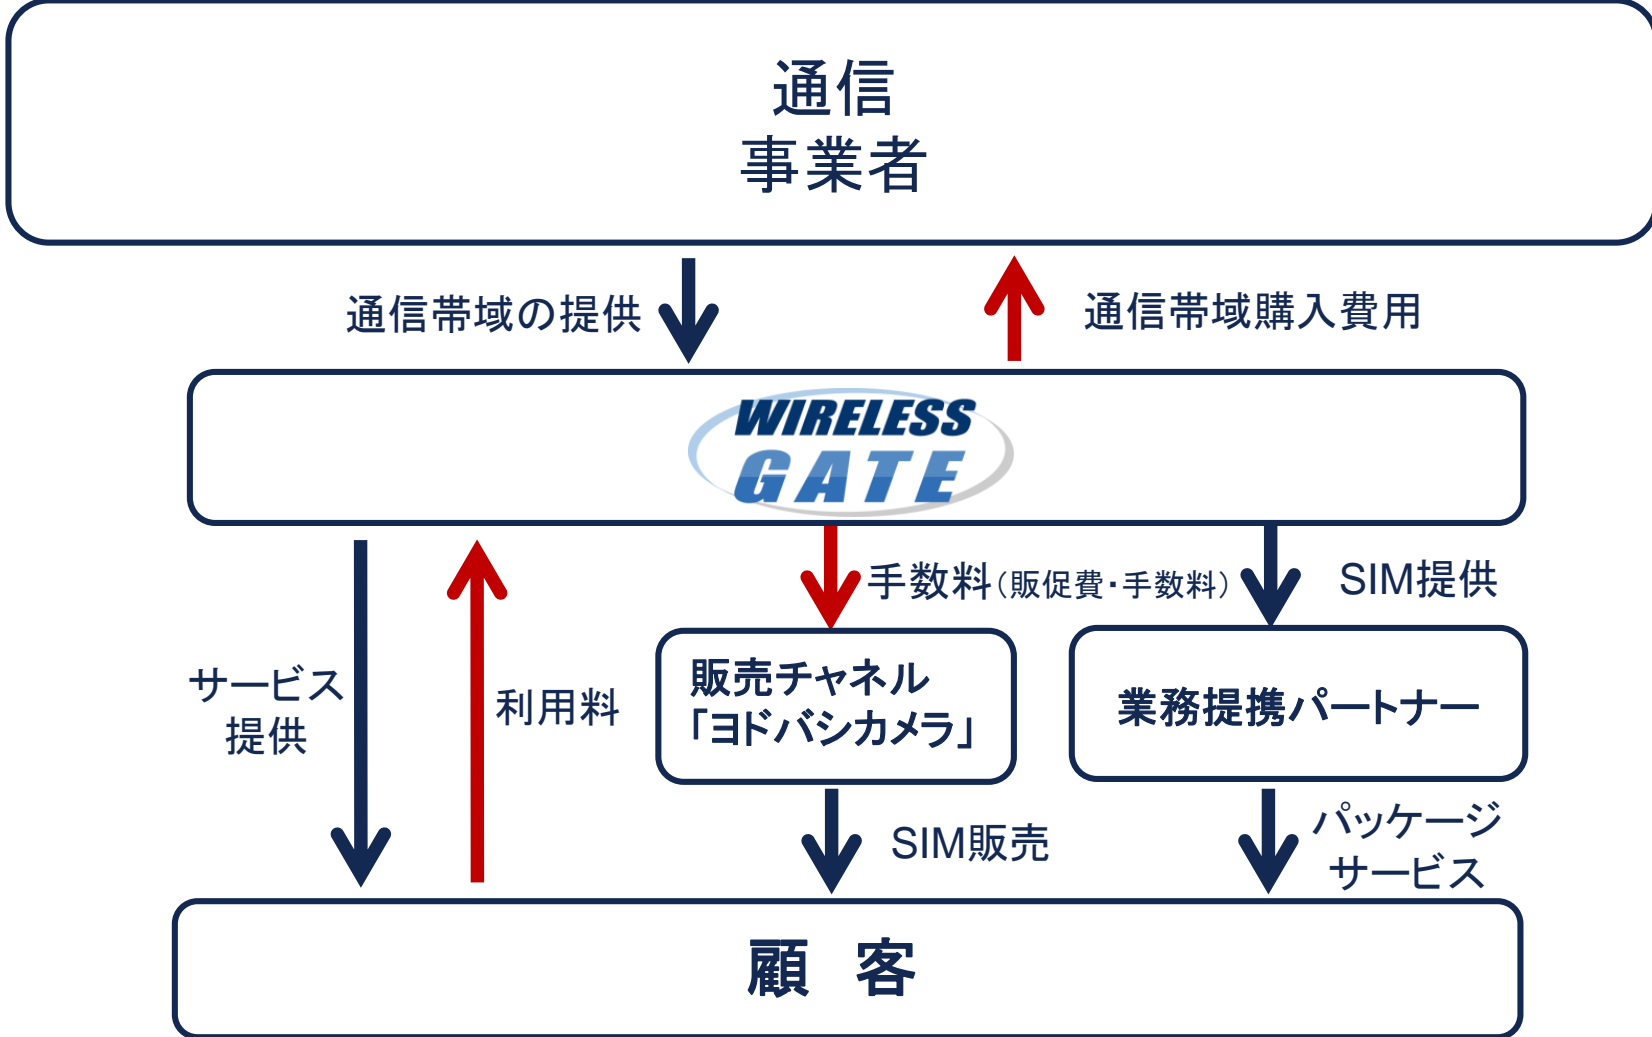 通信
事業者
通信帯域の提供
通信帯域購入費用
WIRELESS
GATE
手数料（販促費・手数料）
SIM提供
サービス
提供
利用料
販売チャネル
「ヨドバシカメラ」
業務提携パートナー
SIM販売
パッケージ
サービス
顧　客